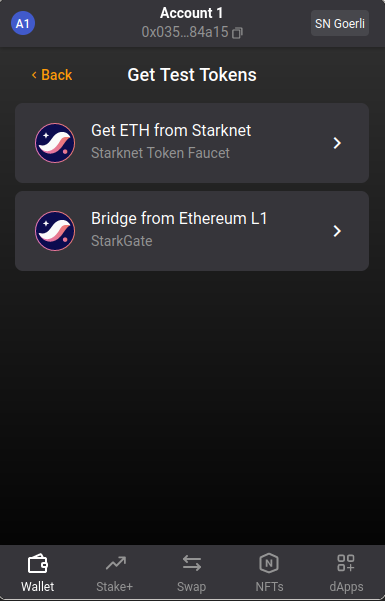 A1
Account 1
0x035...84a15
SN Goerli
Back
Get Test Tokens
Get ETH from Starknet
Starknet Token Faucet
Bridge from Ethereum L1
StarkGate
Wallet
Stake+
Swap
NFTs
dApps